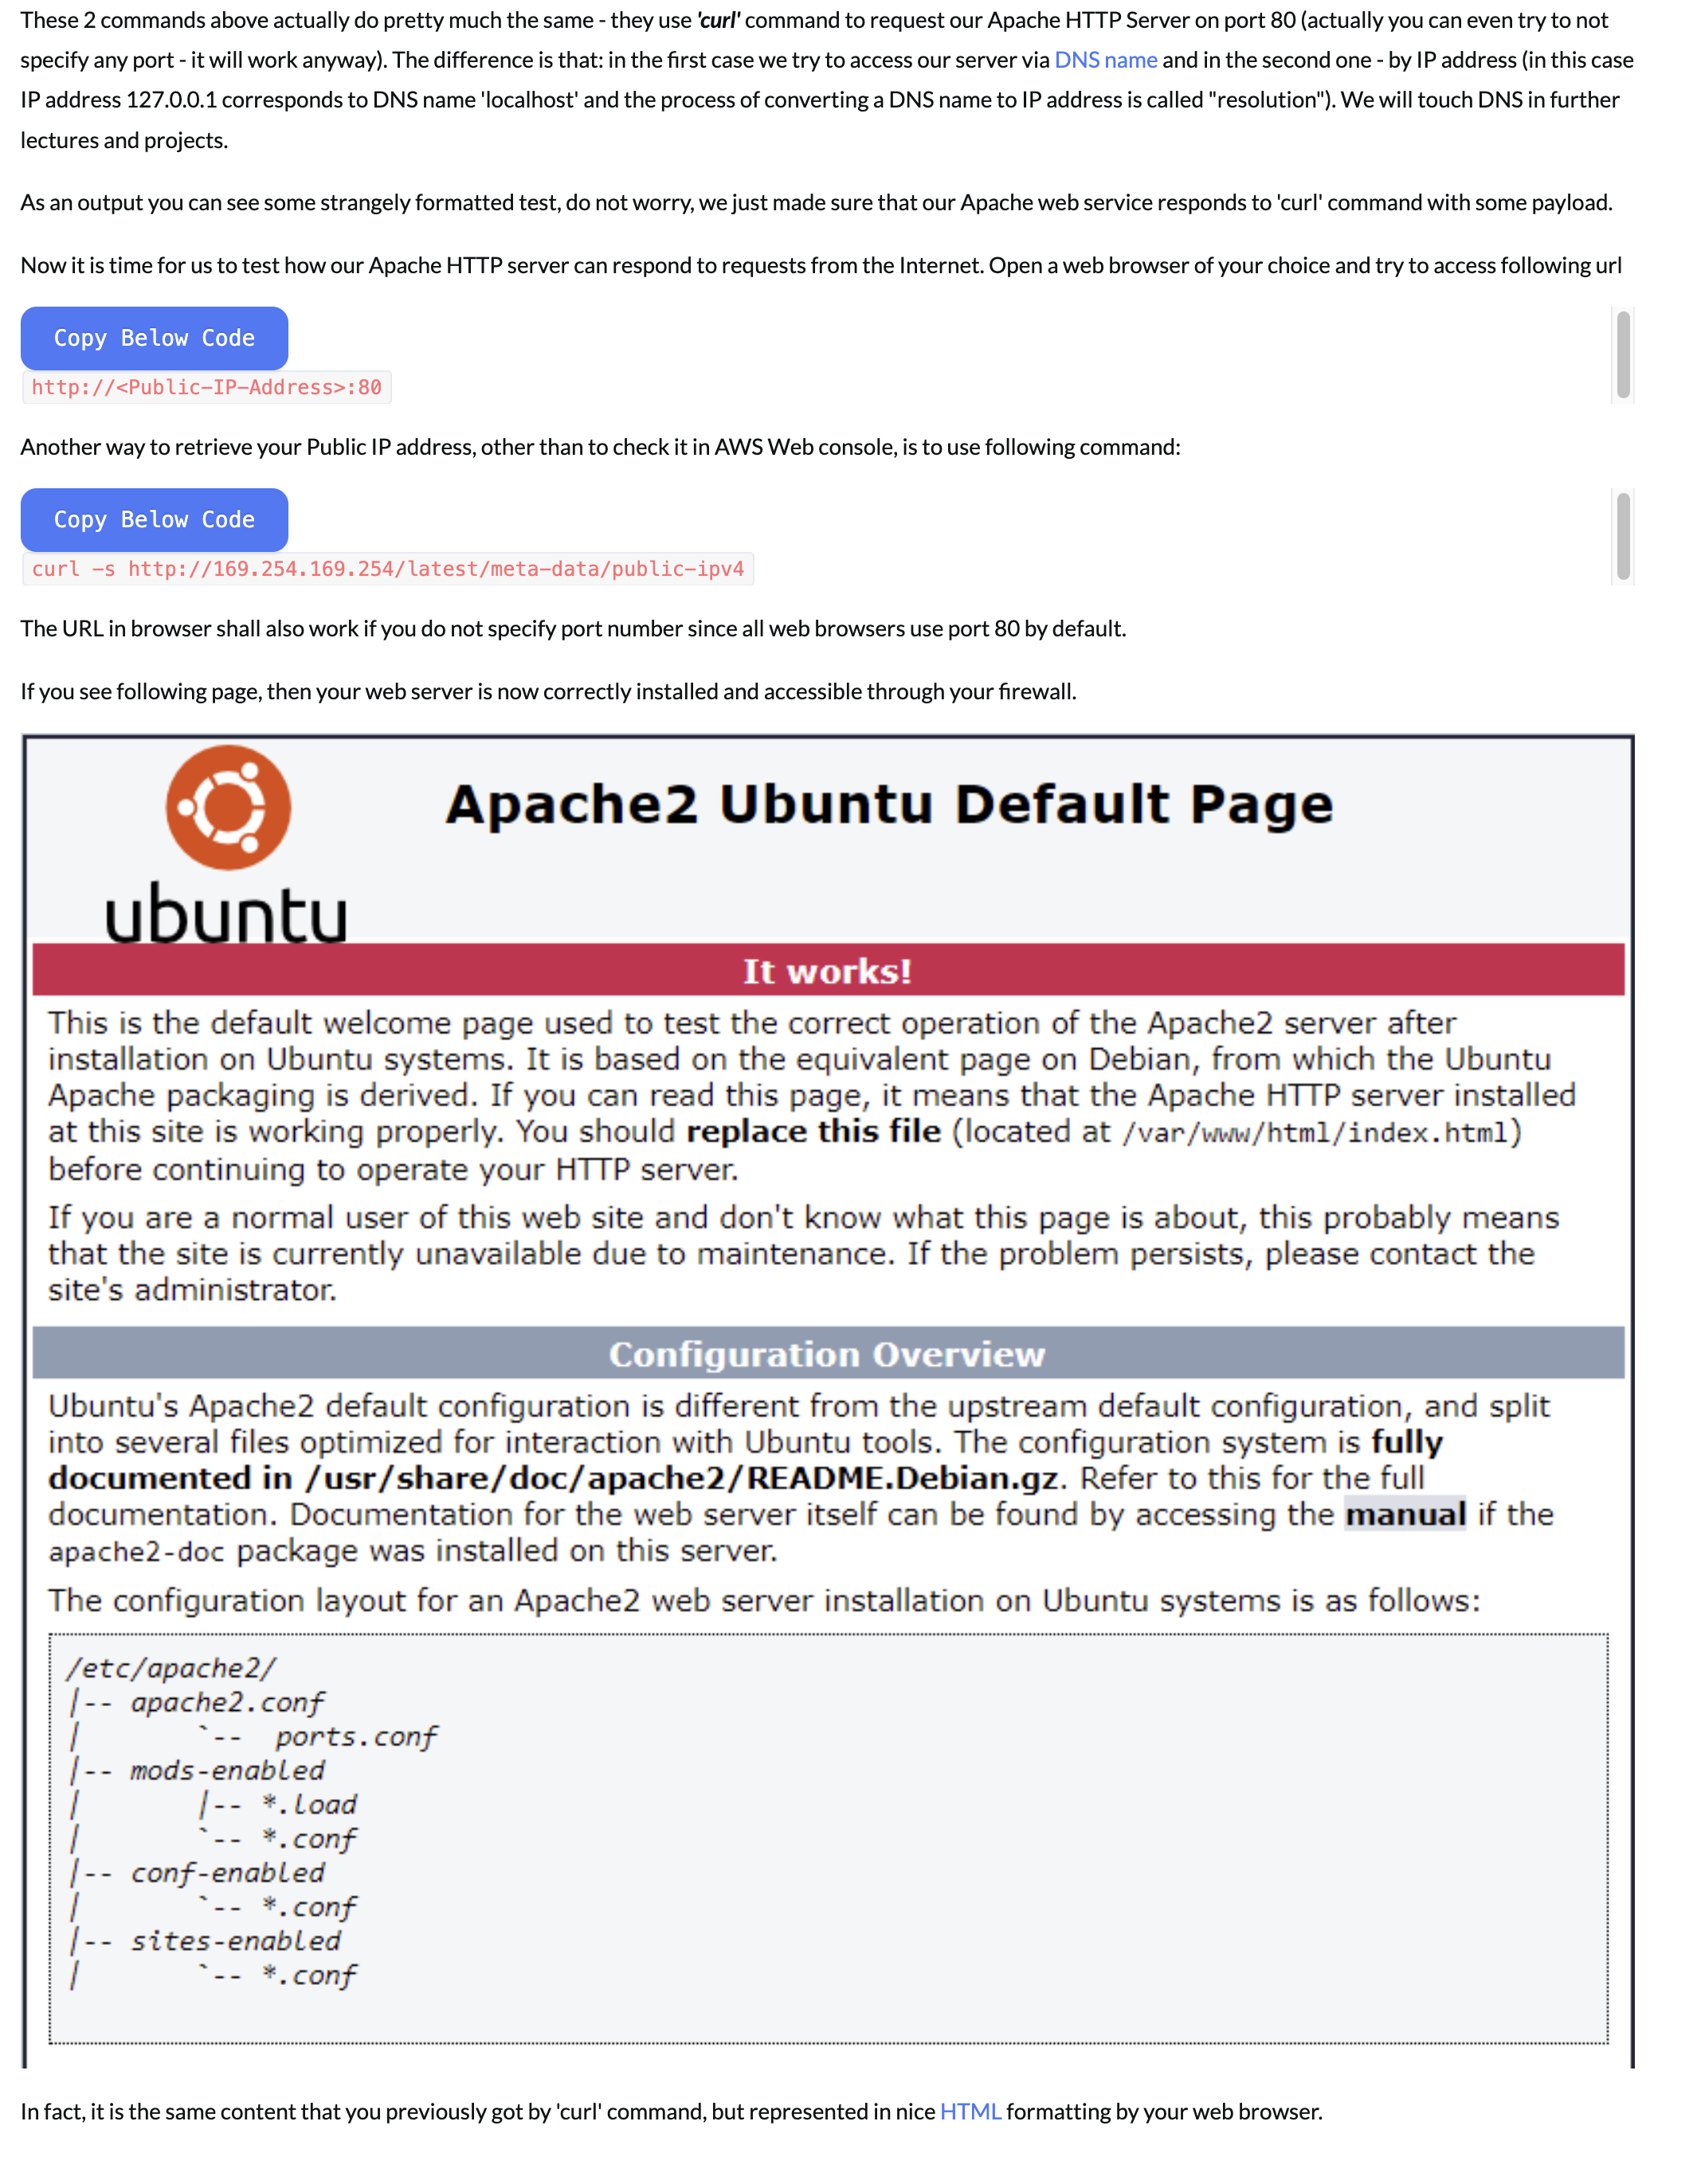 These 2 commands above actually do pretty much the same - they use 'curl' command to request our Apache HTTP Server on port 80 (actually you can even try to not
specify any port - it will work anyway). The difference is that: in the first case we try to access our server via DNS name and in the second one - by IP address (in this case
IP address 127.0.0.1 corresponds to DNS name 'localhost' and the process of converting a DNS name to IP address is called "resolution"). We will touch DNS in further
lectures and projects.
As an output you can see some strangely formatted test, do not worry, we just made sure that our Apache web service responds to 'curl' command with some payload.
Now it is time for us to test how our Apache HTTP server can respond to requests from the Internet. Open a web browser of your choice and try to access following url
Copy Below Code
http://<Public-IP-Address>:80
Another way to retrieve your Public IP address, other than to check it in AWS Web console, is to use following command:
Copy Below Code
curl -s http://169.254.169.254/latest/meta-data/public-ipv4
The URL in browser shall also work if you do not specify port number since all web browsers use port 80 by default.
If you see following page, then your web server is now correctly installed and accessible through your firewall.
Apache2 Ubuntu Default Page
ubuntu
It works!
This is the default welcome page used to test the correct operation of the Apache2 server after
installation on Ubuntu systems. It is based on the equivalent page on Debian, from which the Ubuntu
Apache packaging is derived. If you can read this page, it means that the Apache HTTP server installed
at this site is working properly. You should replace this file (located at /var/www/html/index.html)
before continuing to operate your HTTP server.
If you are a normal user of this web site and don't know what this page is about, this probably means
that the site is currently unavailable due to maintenance. If the problem persists, please contact the
site's administrator.
Configuration Overview
Ubuntu's Apache2 default configuration is different from the upstream default configuration, and split
into several files optimized for interaction with Ubuntu tools. The configuration system is fully
documented in /usr/share/doc/apache2/README.Debian.gz. Refer to this for the full
documentation. Documentation for the web server itself can be found by accessing the manual if the
apache2-doc package was installed on this server.
The configuration layout for an Apache2 web server installation on Ubuntu systems is as follows:
/etc/apache2/
|-- apache2.conf
|       `--  ports.conf
|-- mods-enabled
|       |-- *.load
|       `-- *.conf
|-- conf-enabled
|       `-- *.conf
|-- sites-enabled
|       `-- *.conf
In fact, it is the same content that you previously got by 'curl' command, but represented in nice HTML formatting by your web browser.